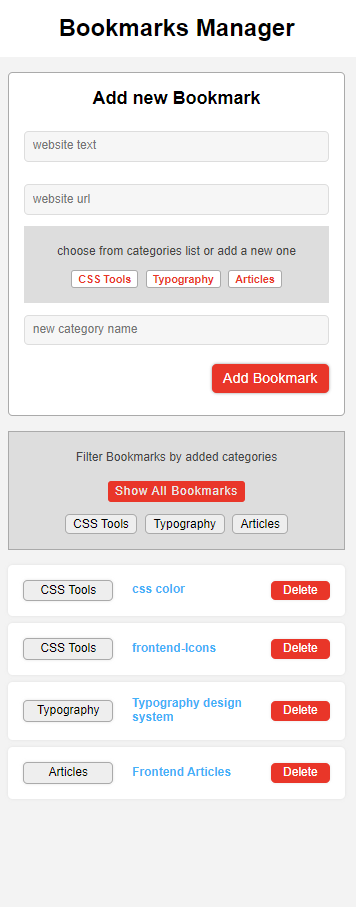 Bookmarks Manager
Add new Bookmark
website text
website url
choose from categories list or add a new one
CSS Tools Typography Articles
new category name
Add Bookmark
Filter Bookmarks by added categories
Show All Bookmarks
CSS Tools Typography Articles
CSS Tools css color Delete
CSS Tools frontend-Icons Delete
Typography Typography design system Delete
Articles Frontend Articles Delete